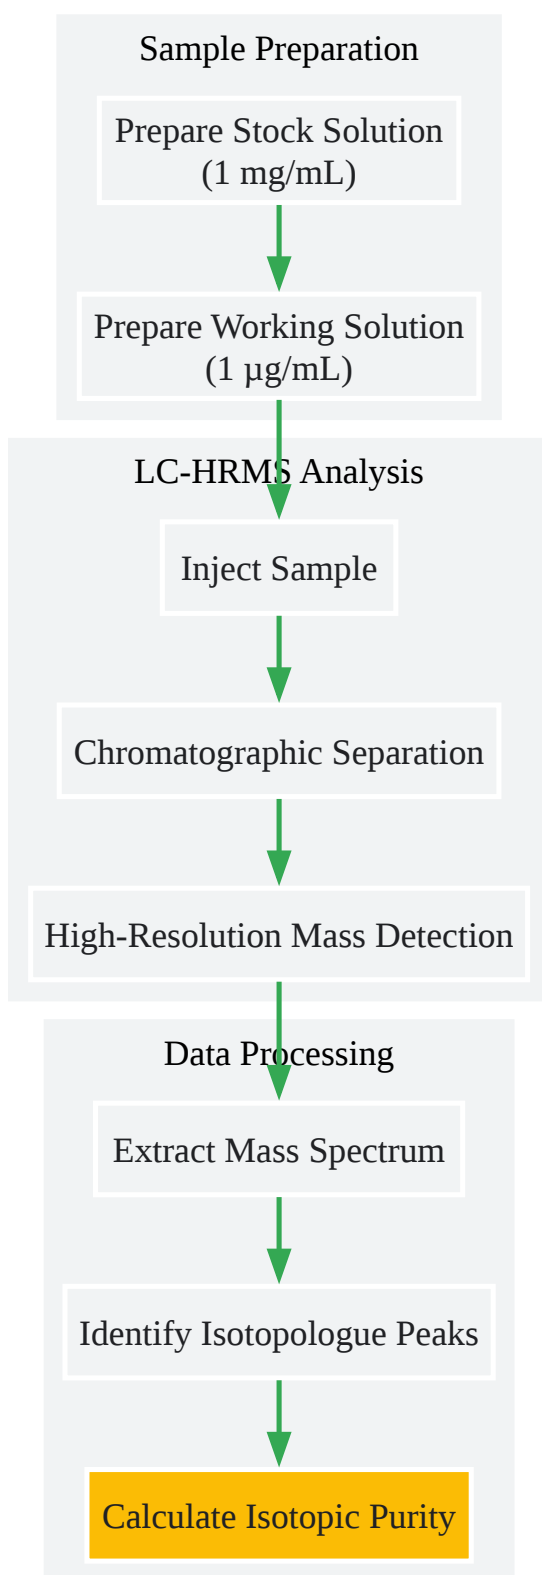 Sample Preparation
Prepare Stock Solution
(1 mg/mL)
Prepare Working Solution
(1 µg/mL)
LC-HRMS Analysis
Inject Sample
Chromatographic Separation
High-Resolution Mass Detection
Data Processing
Extract Mass Spectrum
Identify Isotopologue Peaks
Calculate Isotopic Purity